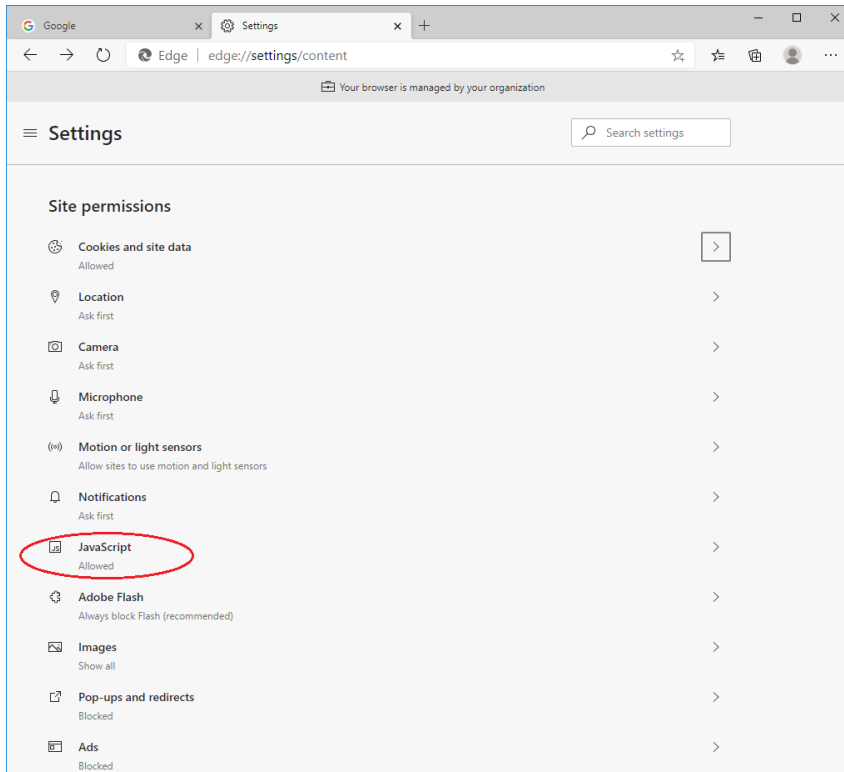 Google
Settings
Edge | edge://settings/content
Your browser is managed by your organization
Settings
Search settings
Site permissions
Cookies and site data
Allowed
Location
Ask first
Camera
Ask first
Microphone
Ask first
Motion or light sensors
Allow sites to use motion and light sensors
Notifications
Ask first
JS
JavaScript
Allowed
Adobe Flash
Always block Flash (recommended)
Images
Show all
Pop-ups and redirects
Blocked
Ads
Blocked